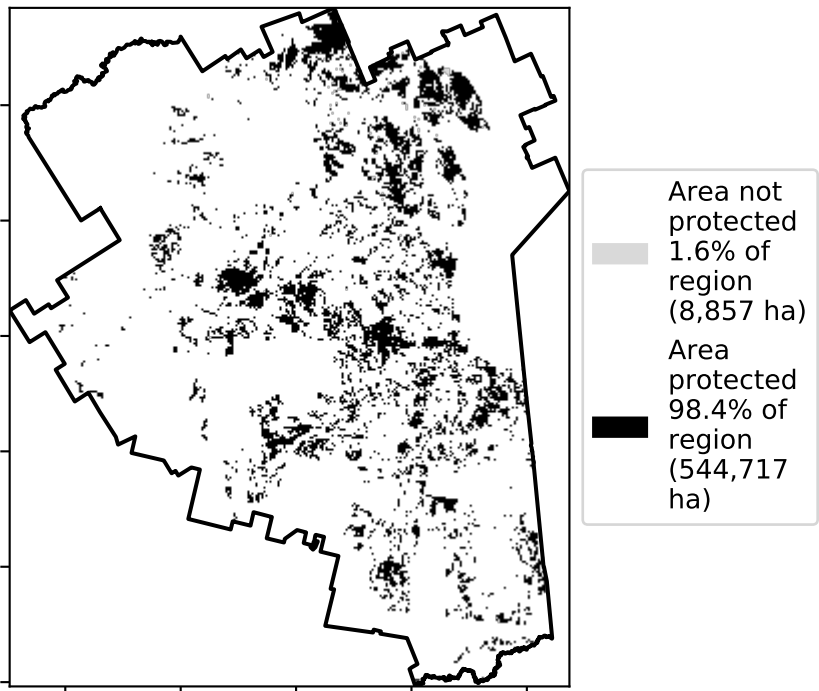 Area not
protected
1.6% of
region
(8,857 ha)
Area
protected
98.4% of
region
(544,717
ha)